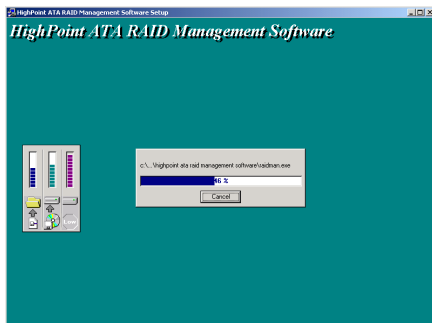 HighPoint ATA RAID Management Software Setup
HighPoint ATA RAID Management Software
c:\...\highpoint ata raid management software\raidman.exe
46 %
Cancel
Low